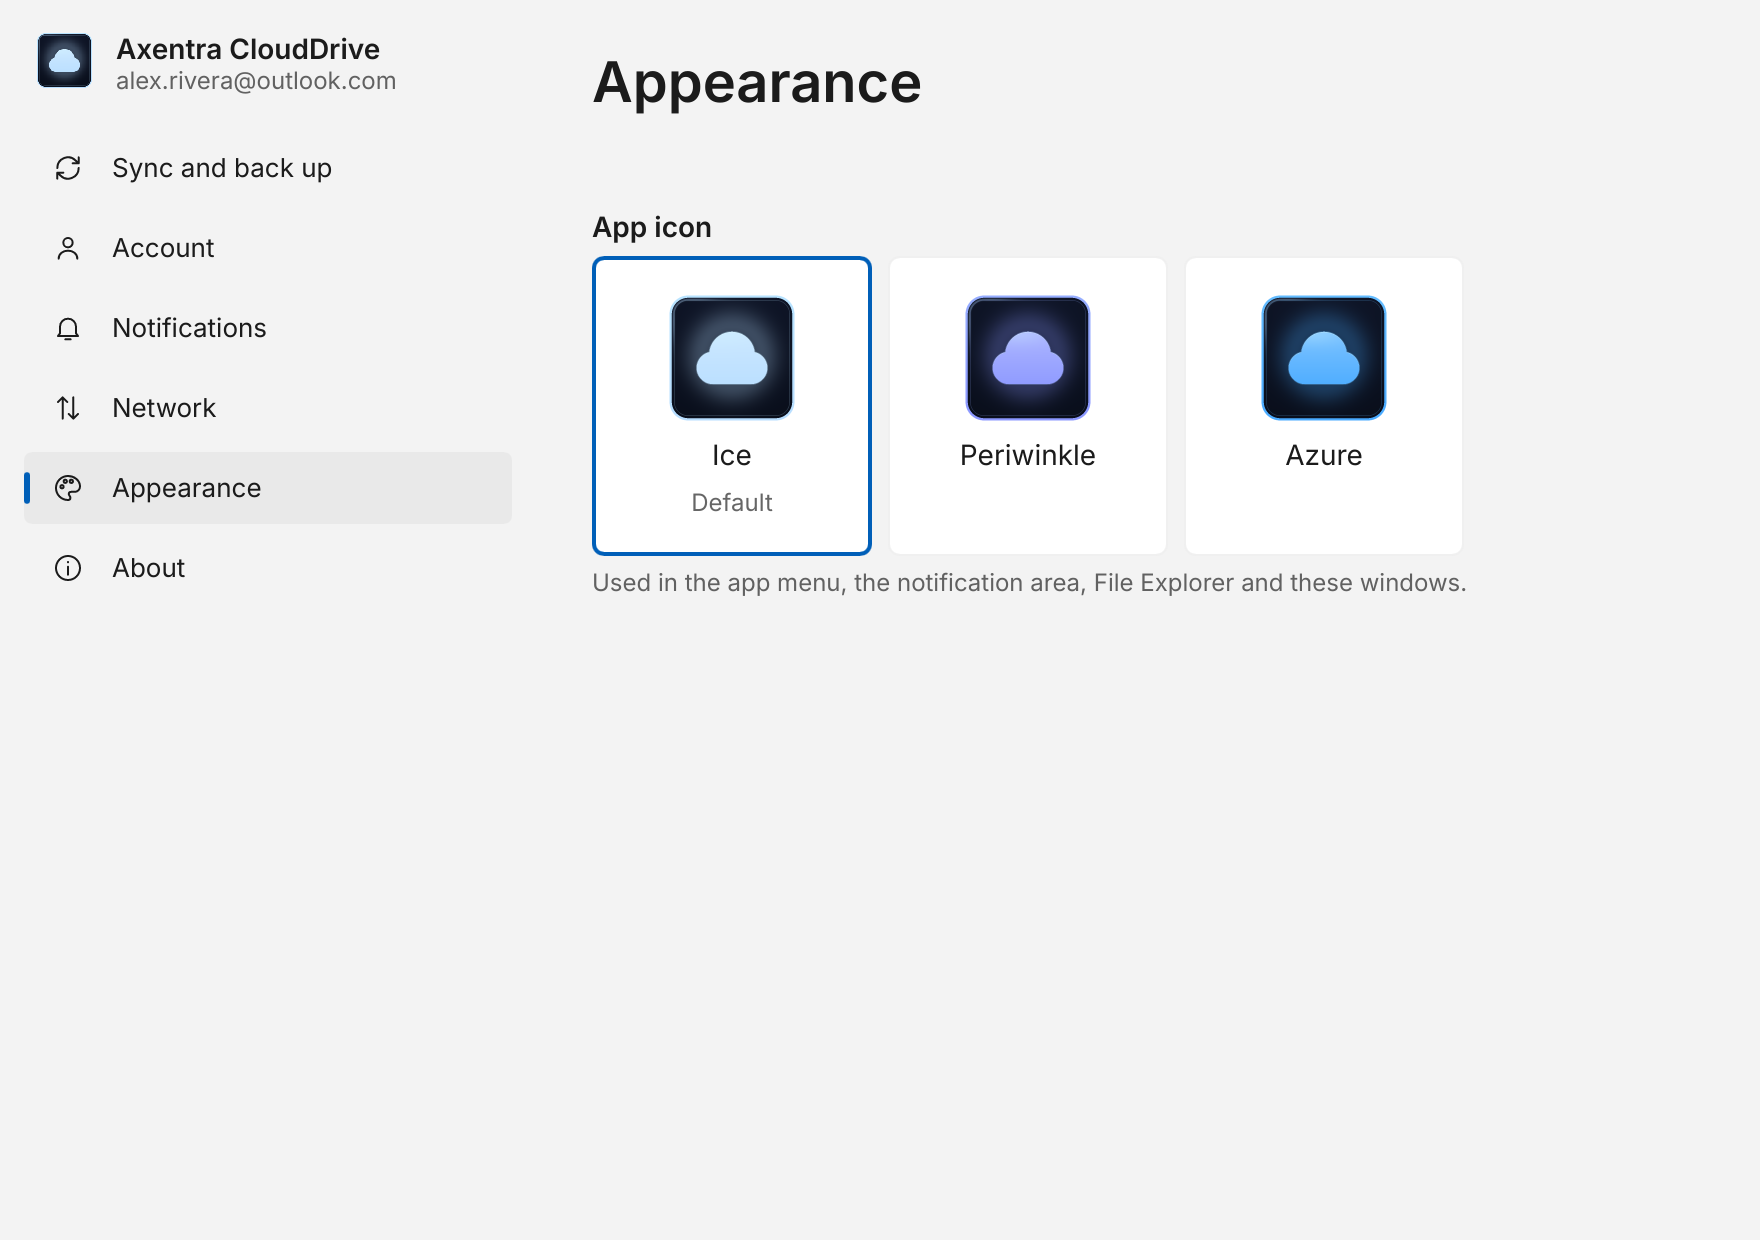 Axentra CloudDrive
alex.rivera@outlook.com
Sync and back up
Account
Notifications
Network
Appearance
About
Appearance
App icon
Ice
Default
Periwinkle
Azure
Used in the app menu, the notification area, File Explorer and these windows.